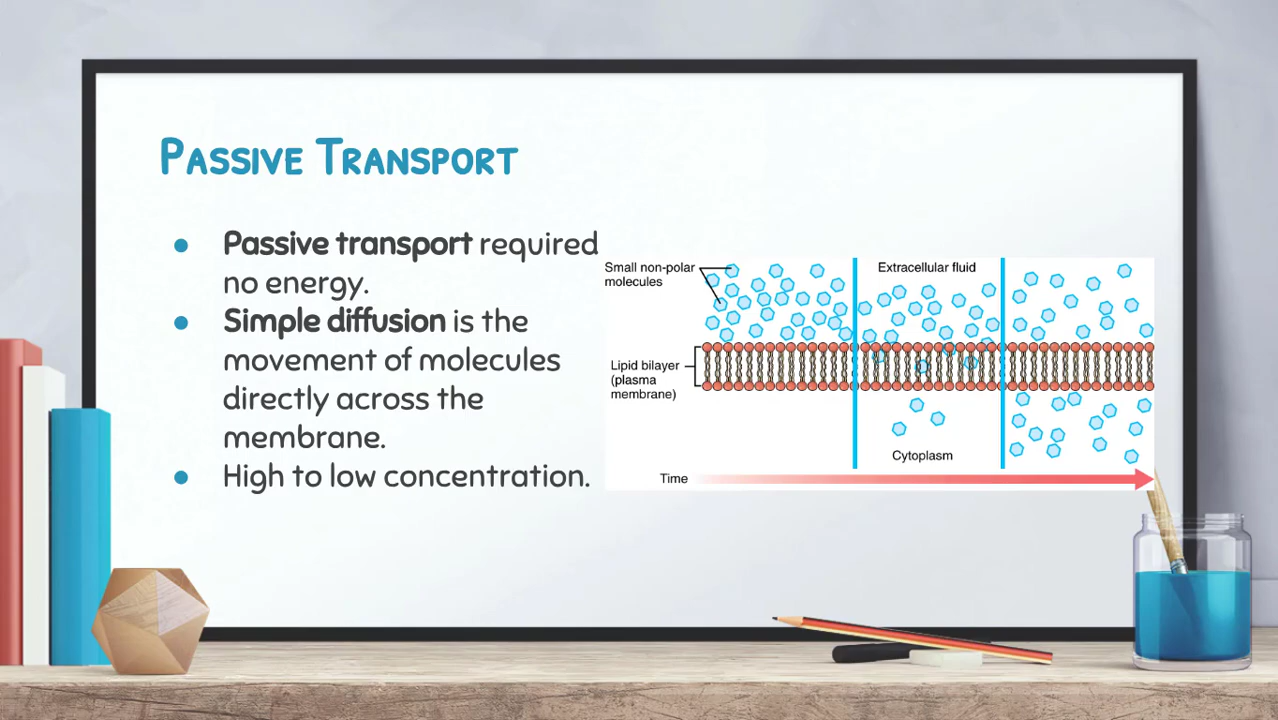 Passive Transport
● Passive transport required
no energy.
● Simple diffusion is the
movement of molecules
directly across the
membrane.
● High to low concentration.
Small non-polar
molecules
Extracellular fluid
Lipid bilayer
(plasma
membrane)
Cytoplasm
Time